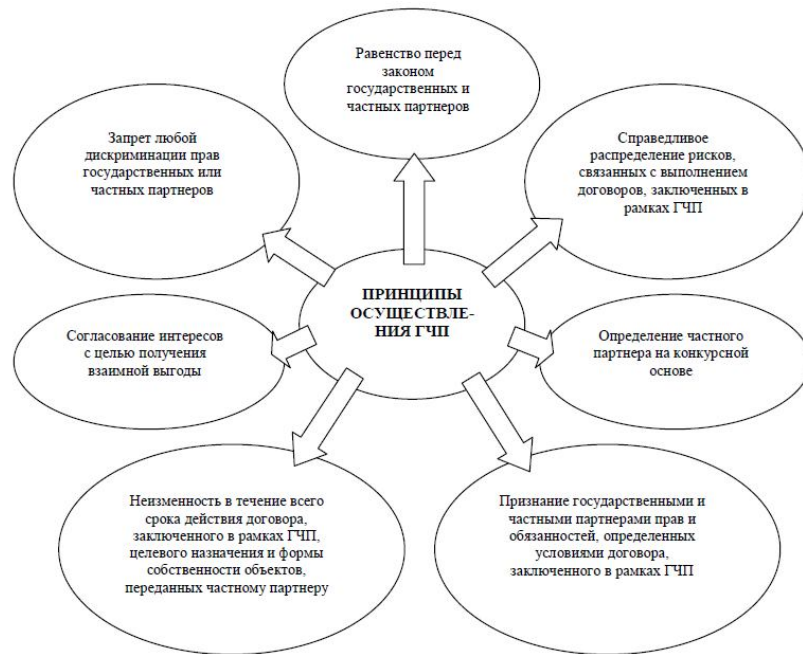 Равенство перед
законом
государственных и
частных партнеров
Запрет любой
дискриминации прав
государственных или
частных партнеров
Справедливое
распределение рисков,
связанных с выполнением
договоров, заключенных в
рамках ГЧП
ПРИНЦИПЫ
ОСУЩЕСТВЛЕ-
НИЯ ГЧП
Согласование интересов
с целью получения
взаимной выгоды
Определение частного
партнера на конкурсной
основе
Неизменность в течение всего
срока действия договора,
заключенного в рамках ГЧП,
целевого назначения и формы
собственности объектов,
переданных частному партнеру
Признание государственными и
частными партнерами прав и
обязанностей, определенных
условиями договора,
заключенного в рамках ГЧП